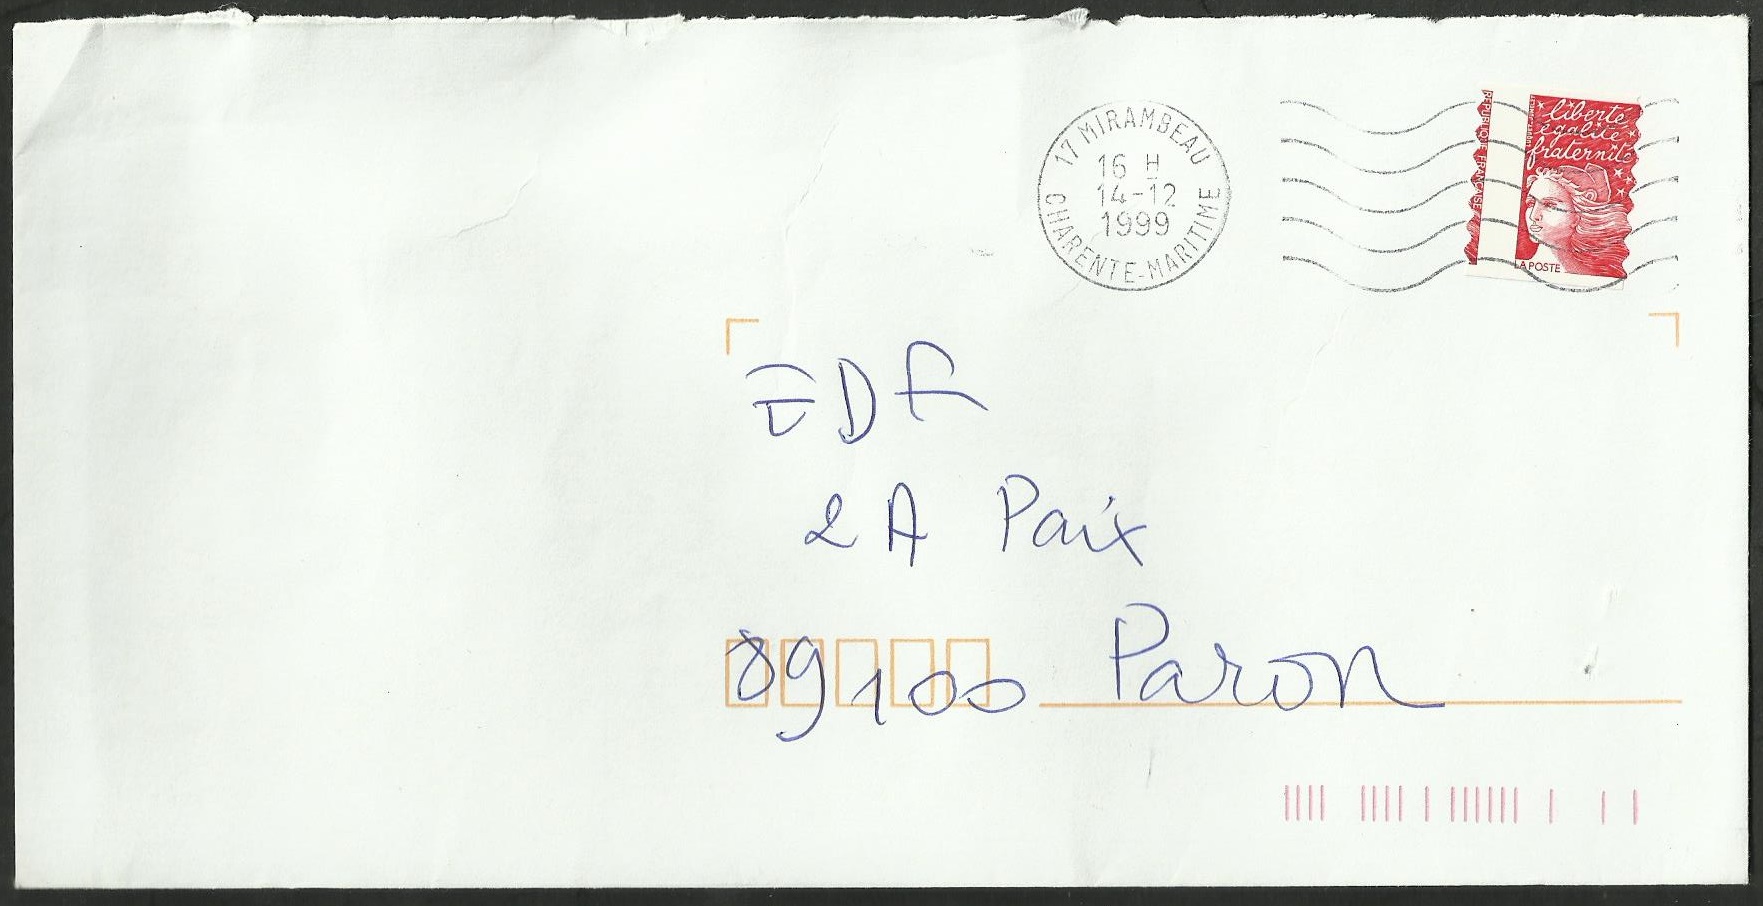 17 MIRAMBEAU
16 H
14-12
1999
CHARENTE-MARITIME
RÉPUBLIQUE FRANÇAISE
liberté
égalité
fraternité
LA POSTE
EDF
2A Paix
89100 Paron